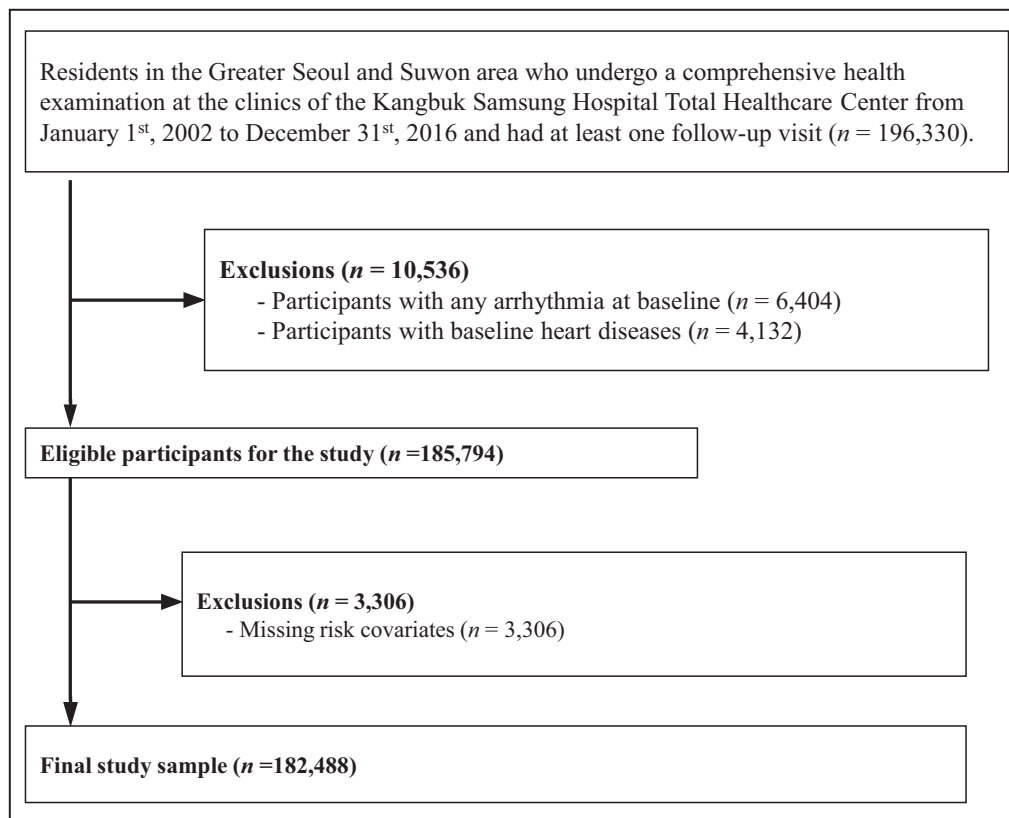 Residents in the Greater Seoul and Suwon area who undergo a comprehensive health
examination at the clinics of the Kangbuk Samsung Hospital Total Healthcare Center from
January 1st, 2002 to December 31st, 2016 and had at least one follow-up visit (n = 196,330).
Exclusions (n = 10,536)
- Participants with any arrhythmia at baseline (n = 6,404)
- Participants with baseline heart diseases (n = 4,132)
Eligible participants for the study (n =185,794)
Exclusions (n = 3,306)
- Missing risk covariates (n = 3,306)
Final study sample (n =182,488)